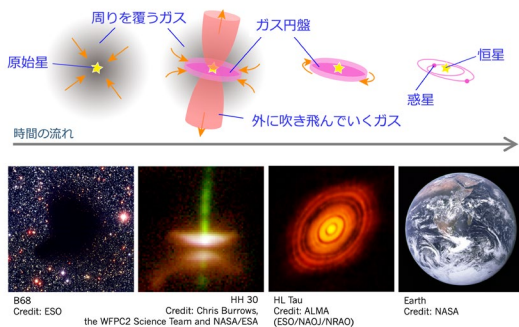 周りを覆うガス
原始星
ガス円盤
外に吹き飛んでいくガス
恒星
惑星
時間の流れ
B68
Credit: ESO
HH 30
Credit: Chris Burrows,
the WFPC2 Science Team and NASA/ESA
HL Tau
Credit: ALMA
(ESO/NAOJ/NRAO)
Earth
Credit: NASA